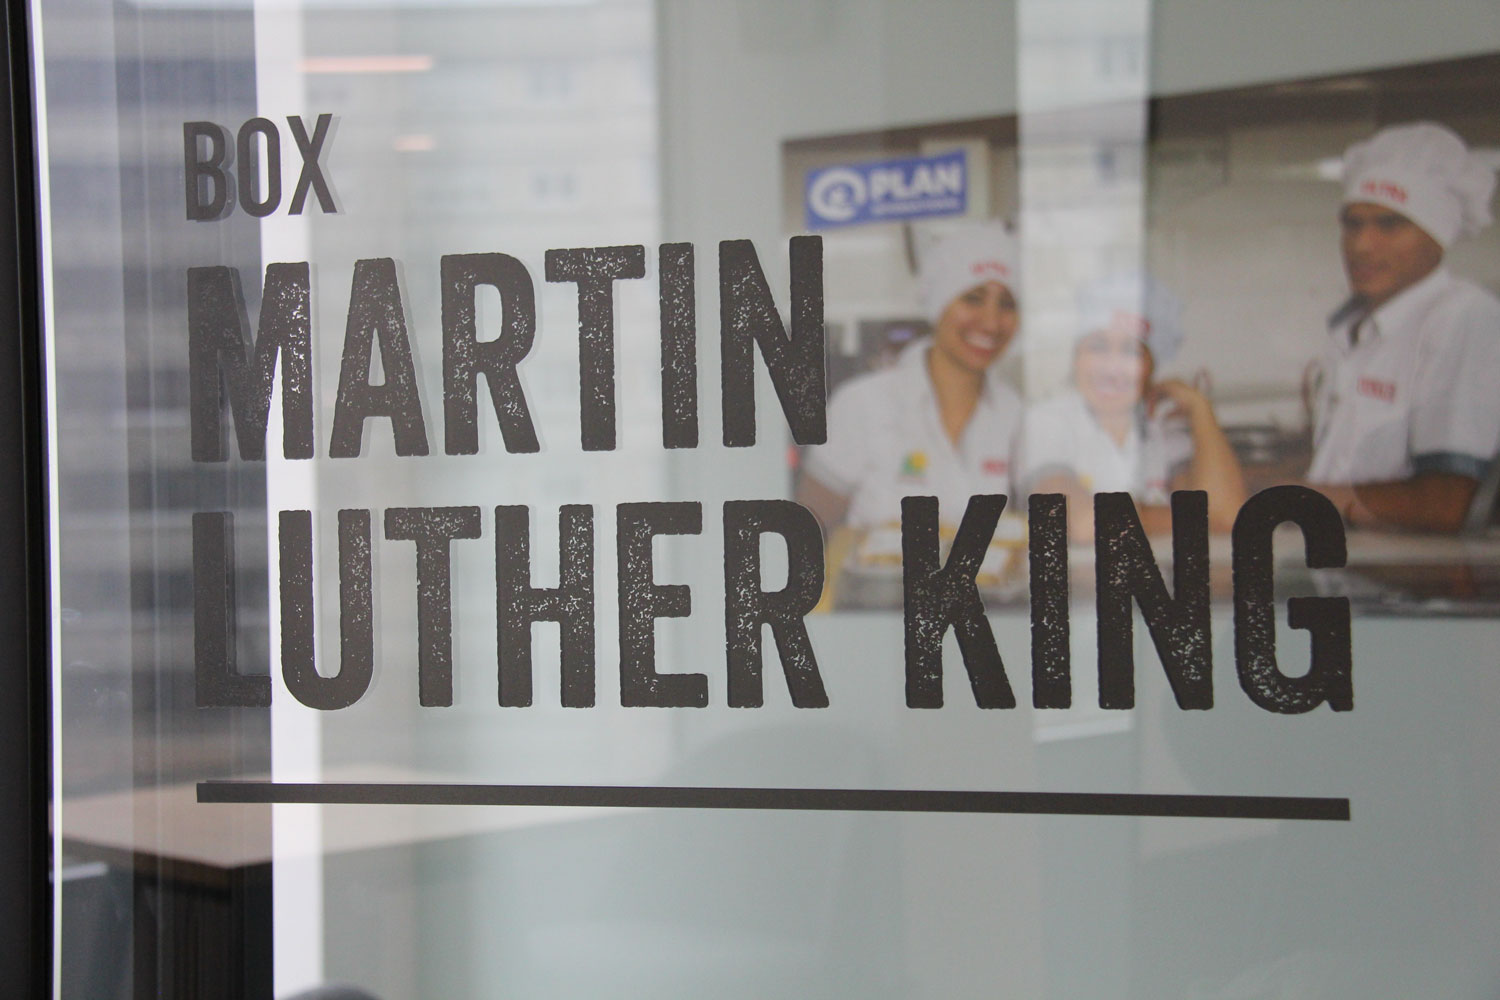 BOX
MARTIN
LUTHER KING
PLAN